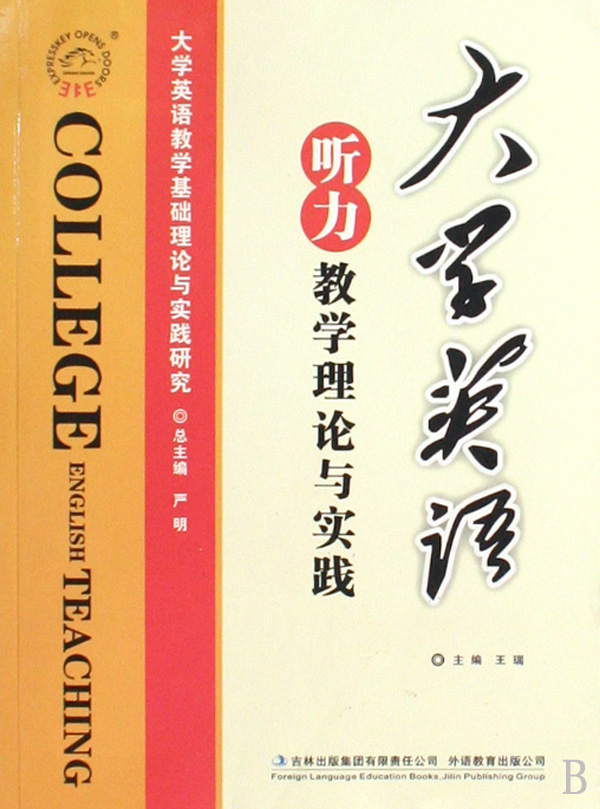 EXPRESSKEY OPENS DOORS
®
COLLEGE
ENGLISH TEACHING
大学英语教学基础理论与实践研究
◎总主编 严明
大学英语
听力
教学理论与实践
◎ 主编 王瑞
吉林出版集团有限责任公司 外语教育出版公司
Foreign Language Education Books, Jilin Publishing Group
B